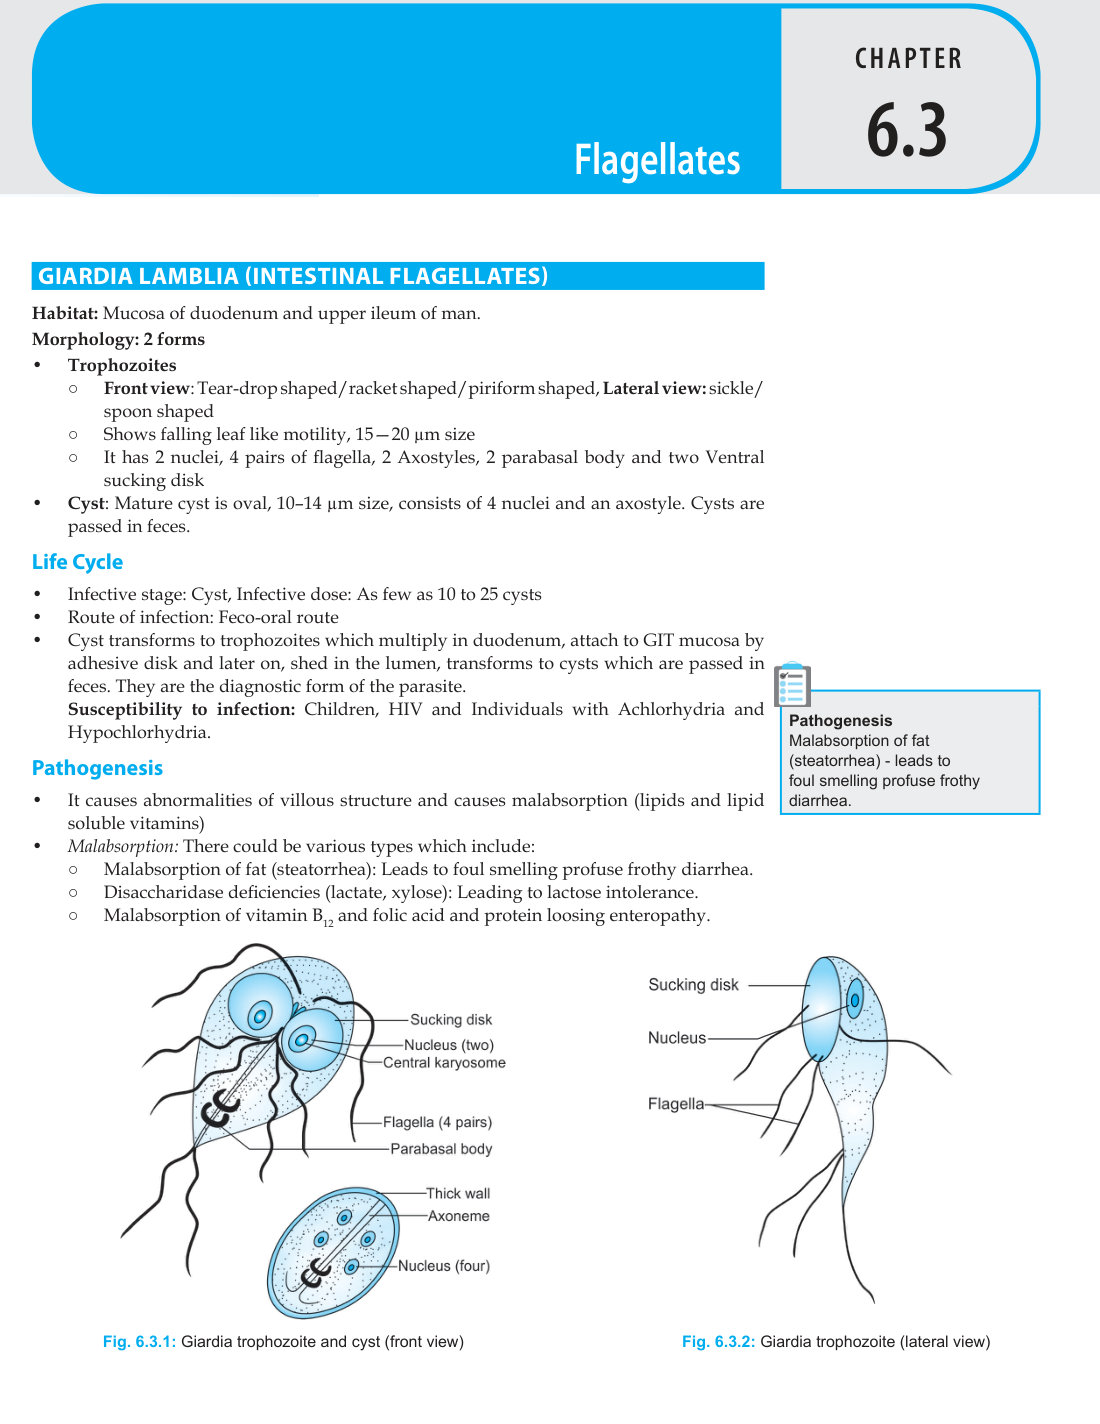 CHAPTER
6.3
Flagellates
GIARDIA LAMBLIA (INTESTINAL FLAGELLATES)
Habitat: Mucosa of duodenum and upper ileum of man.
Morphology: 2 forms
• Trophozoites
○ Front view: Tear-drop shaped/racket shaped/piriform shaped, Lateral view: sickle/
spoon shaped
○ Shows falling leaf like motility, 15—20 µm size
○ It has 2 nuclei, 4 pairs of flagella, 2 Axostyles, 2 parabasal body and two Ventral
sucking disk
• Cyst: Mature cyst is oval, 10–14 µm size, consists of 4 nuclei and an axostyle. Cysts are
passed in feces.
Life Cycle
• Infective stage: Cyst, Infective dose: As few as 10 to 25 cysts
• Route of infection: Feco-oral route
• Cyst transforms to trophozoites which multiply in duodenum, attach to GIT mucosa by
adhesive disk and later on, shed in the lumen, transforms to cysts which are passed in
feces. They are the diagnostic form of the parasite.
Susceptibility to infection: Children, HIV and Individuals with Achlorhydria and
Hypochlorhydria.
Pathogenesis
Malabsorption of fat
(steatorrhea) - leads to
foul smelling profuse frothy
diarrhea.
Pathogenesis
• It causes abnormalities of villous structure and causes malabsorption (lipids and lipid
soluble vitamins)
• Malabsorption: There could be various types which include:
○ Malabsorption of fat (steatorrhea): Leads to foul smelling profuse frothy diarrhea.
○ Disaccharidase deficiencies (lactate, xylose): Leading to lactose intolerance.
○ Malabsorption of vitamin B12 and folic acid and protein loosing enteropathy.
Sucking disk
Nucleus (two)
Central karyosome
Flagella (4 pairs)
Parabasal body
Thick wall
Axoneme
Nucleus (four)
Fig. 6.3.1: Giardia trophozoite and cyst (front view)
Sucking disk
Nucleus
Flagella
Fig. 6.3.2: Giardia trophozoite (lateral view)